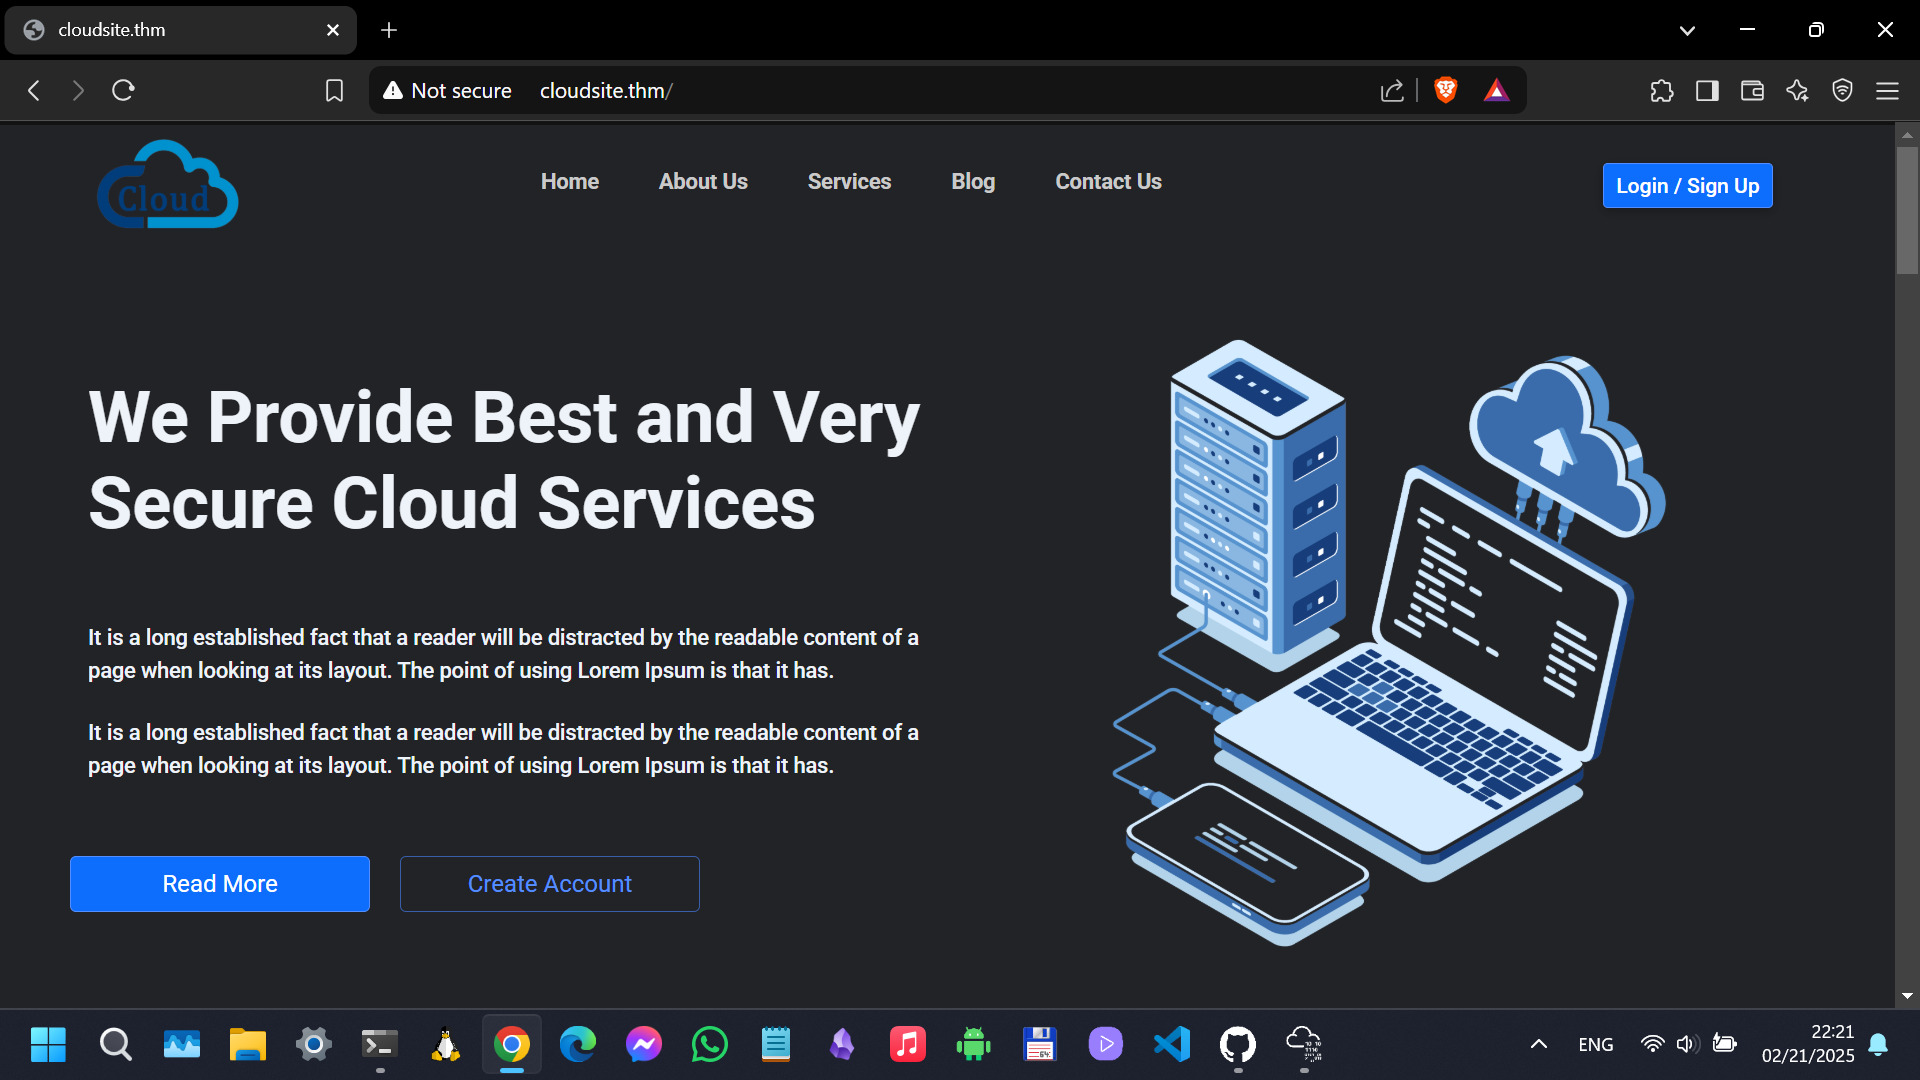 cloudsite.thm
Not secure cloudsite.thm/
Cloud
Home About Us Services Blog Contact Us
Login / Sign Up
We Provide Best and Very
Secure Cloud Services
It is a long established fact that a reader will be distracted by the readable content of a
page when looking at its layout. The point of using Lorem Ipsum is that it has.
It is a long established fact that a reader will be distracted by the readable content of a
page when looking at its layout. The point of using Lorem Ipsum is that it has.
Read More
Create Account
64
ENG
22:21
02/21/2025